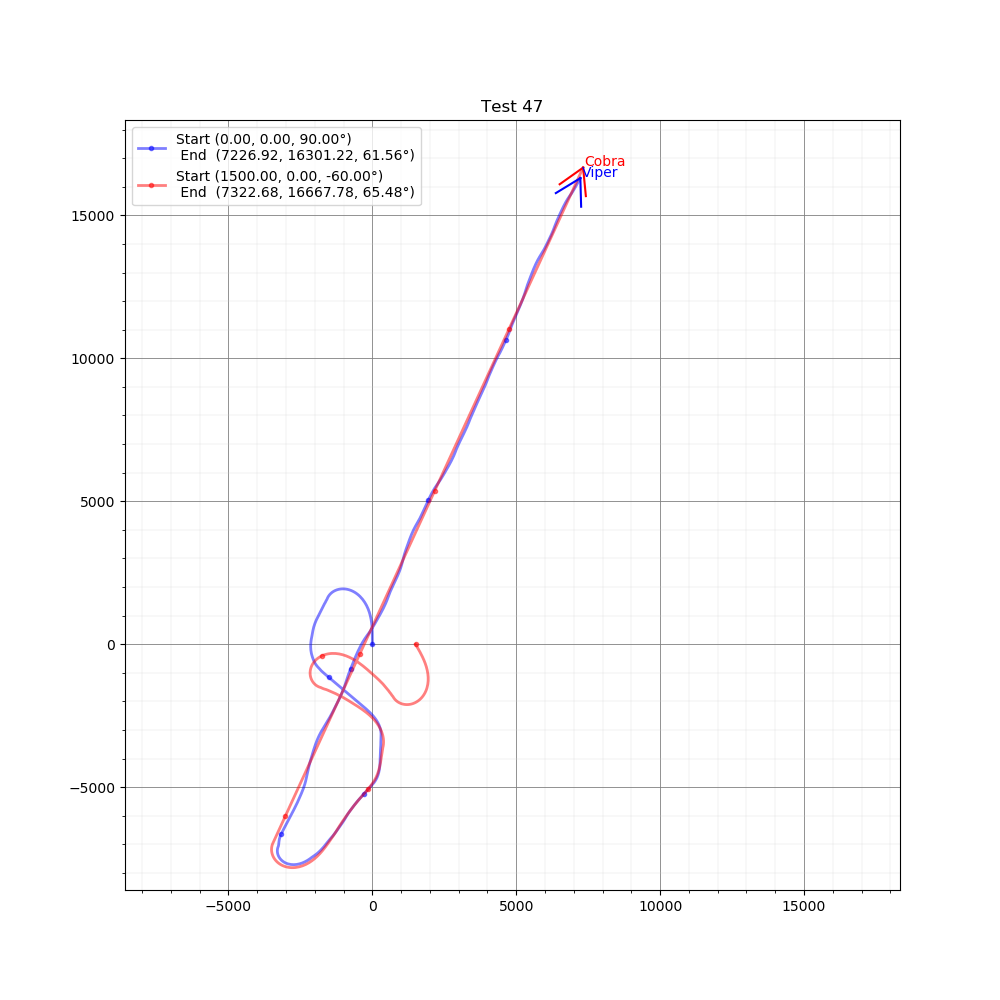 Test 47
Start (0.00, 0.00, 90.00°)
End  (7226.92, 16301.22, 61.56°)
Start (1500.00, 0.00, -60.00°)
End  (7322.68, 16667.78, 65.48°)
Cobra
Viper
15000
10000
5000
0
−5000
−5000
0
5000
10000
15000